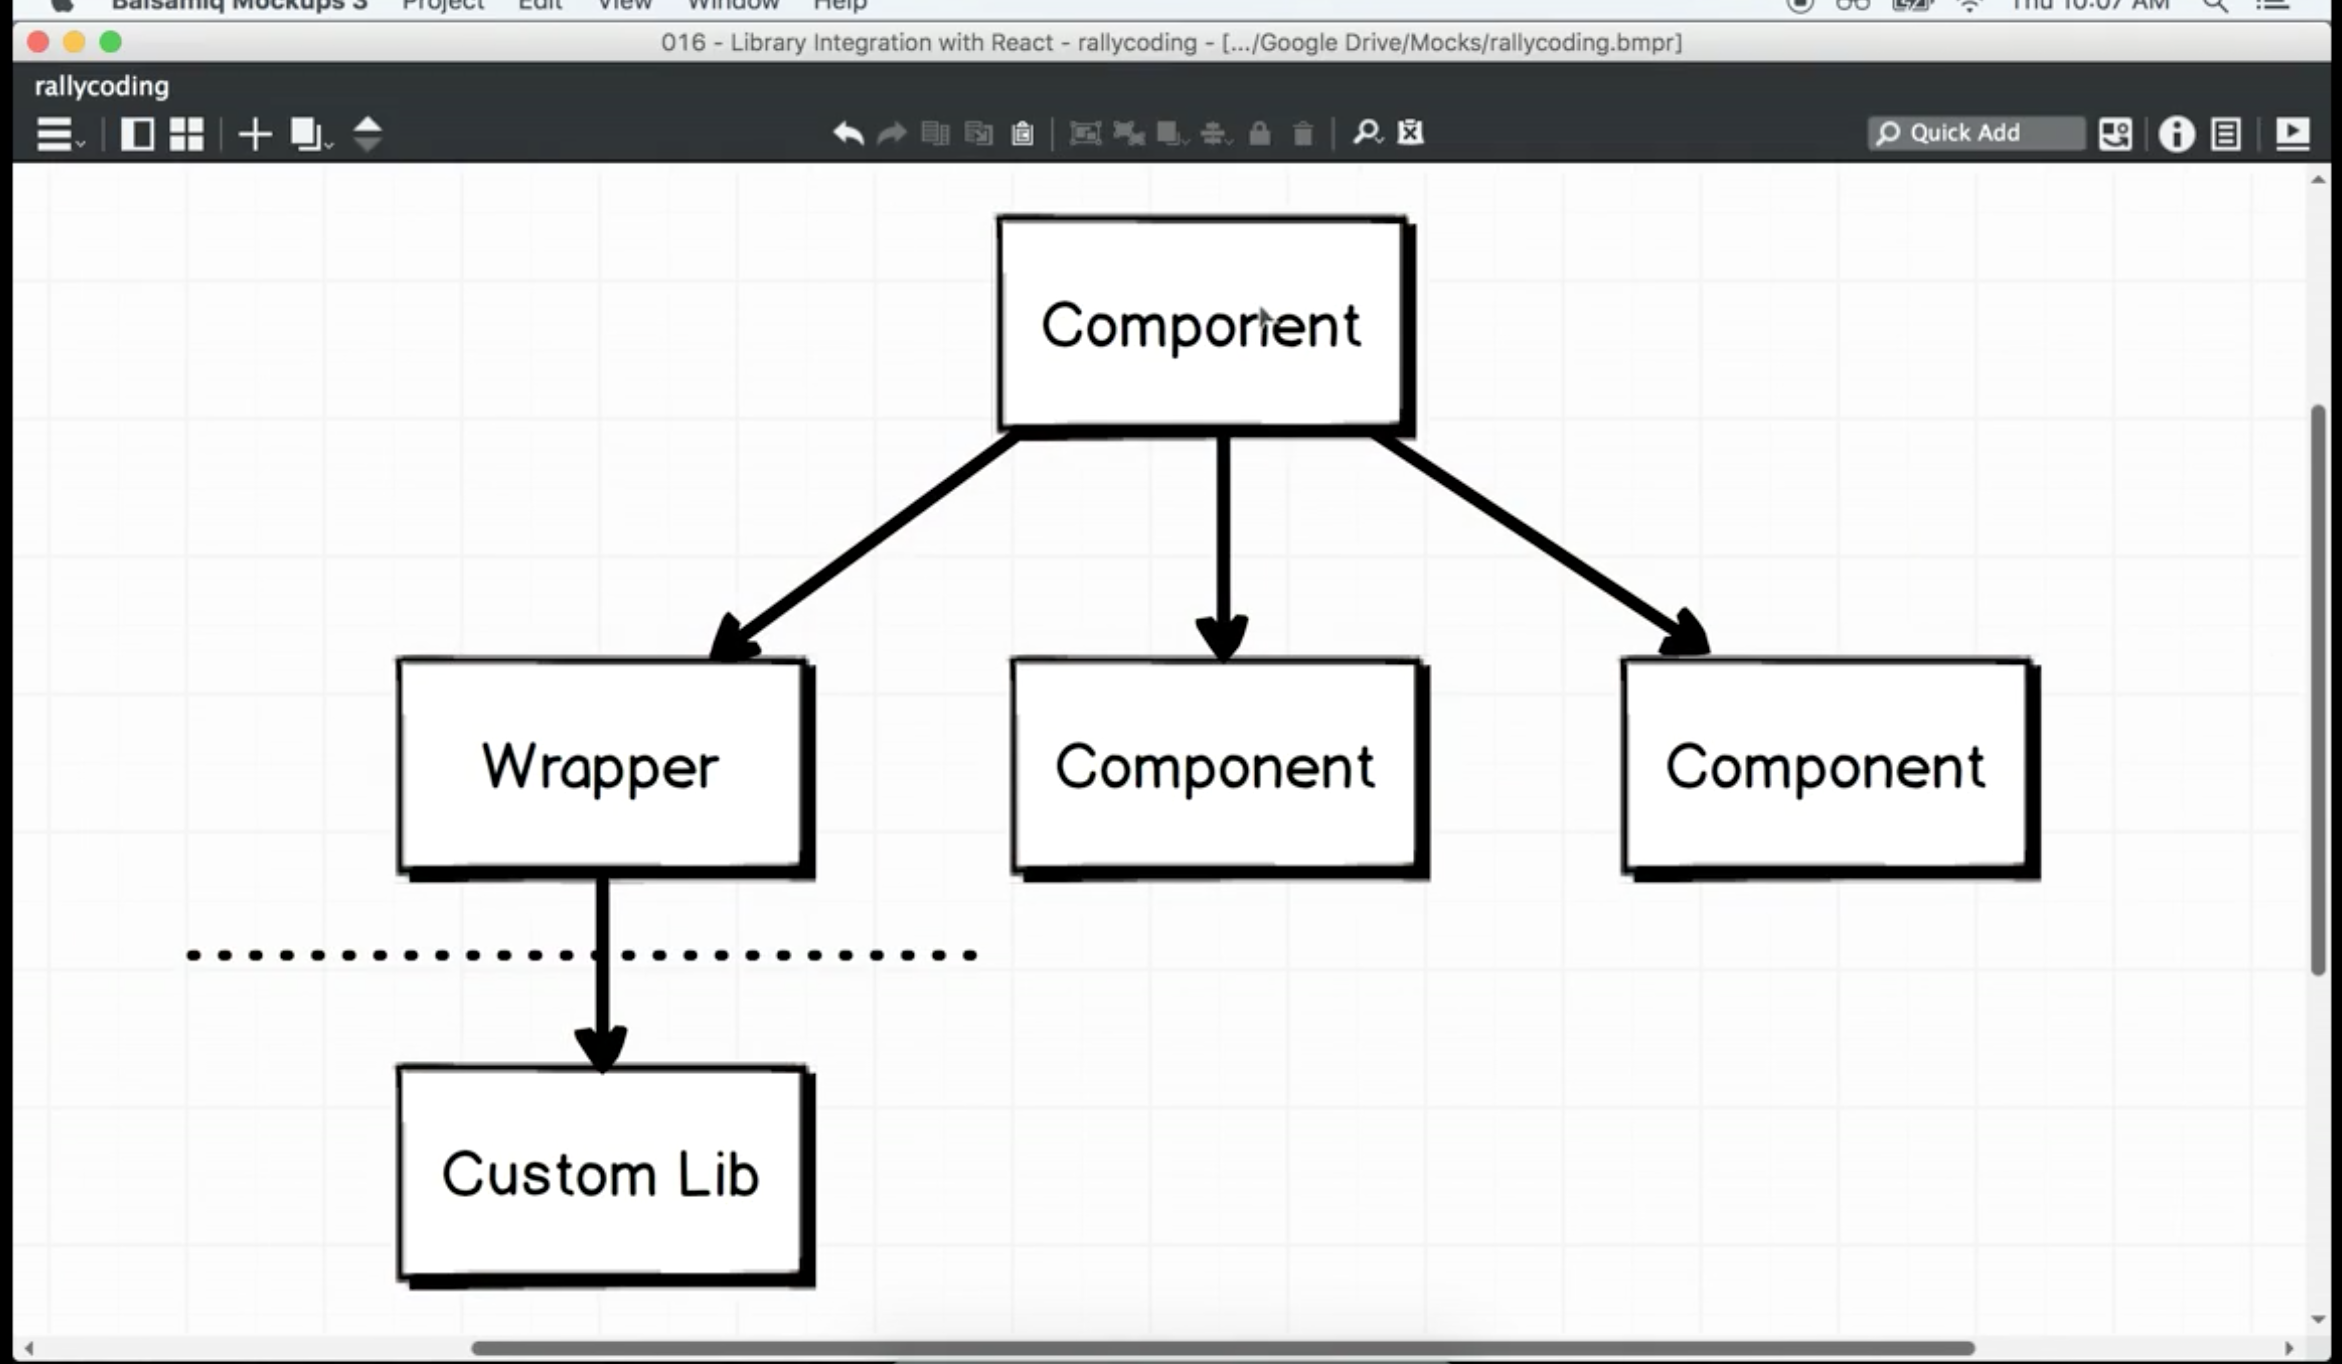 Balsamiq Mockups 3 Project Edit View Window Help Thu 10:07 AM
016 - Library Integration with React - rallycoding - [.../Google Drive/Mocks/rallycoding.bmpr]
rallycoding
Quick Add
Component
Wrapper
Component
Component
Custom Lib